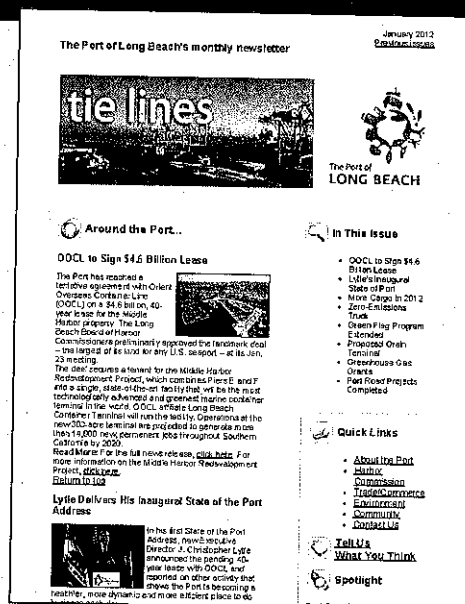 The Port of Long Beach's monthly newsletter
January 2012
Previous Issues
tie lines
The Port of
LONG BEACH
Around the Port...
OOCL to Sign $4.6 Billion Lease
The Port has reached a
tentative agreement with Orient
Overseas Container Line
(OOCL) on a $4.6 billion, 40-
year lease for the Middle
Harbor property. The Long
Beach Board of Harbor
Commissioners preliminarily approved the landmark deal
– the largest of its kind for any U.S. seaport – at its Jan.
23 meeting.
The deal secures a tenant for the Middle Harbor
Redevelopment Project, which combines Piers E and F
into a single, state-of-the-art facility that will be the most
technologically advanced and greenest marine container
terminal in the world. OOCL affiliate Long Beach
Container Terminal will run the facility. Operations at the
new 300-acre terminal are projected to generate more
than 14,000 new permanent jobs throughout Southern
California by 2020.
Read More: For the full news release, click here. For
more information on the Middle Harbor Redevelopment
Project, click here.
Return to top
Lytle Delivers His Inaugural State of the Port
Address
In his first State of the Port
Address, new Executive
Director J. Christopher Lytle
announced the pending 40-
year lease with OOCL and
reported on other activity that
shows the Port is becoming a
healthier, more dynamic and more efficient place to do
In This Issue
OOCL to Sign $4.6
Billion Lease
Lytle's Inaugural
State of Port
More Cargo in 2012
Zero-Emissions
Truck
Green Flag Program
Extended
Proposed Grain
Terminal
Greenhouse Gas
Grants
Port Road Projects
Completed
Quick Links
About the Port
Harbor
Commission
Trade/Commerce
Environment
Community
Contact Us
Tell Us
What You Think
Spotlight